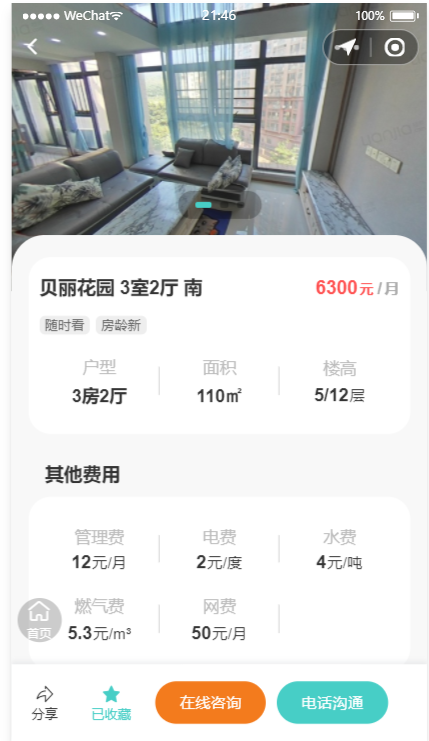 WeChat 21:46 100%
贝丽花园 3室2厅 南 6300元 / 月
随时看 房龄新
户型 面积 楼高
3房2厅 110㎡ 5/12层
其他费用
管理费 电费 水费
12元/月 2元/度 4元/吨
燃气费 网费
5.3元/m³ 50元/月
首页
分享 已收藏 在线咨询 电话沟通